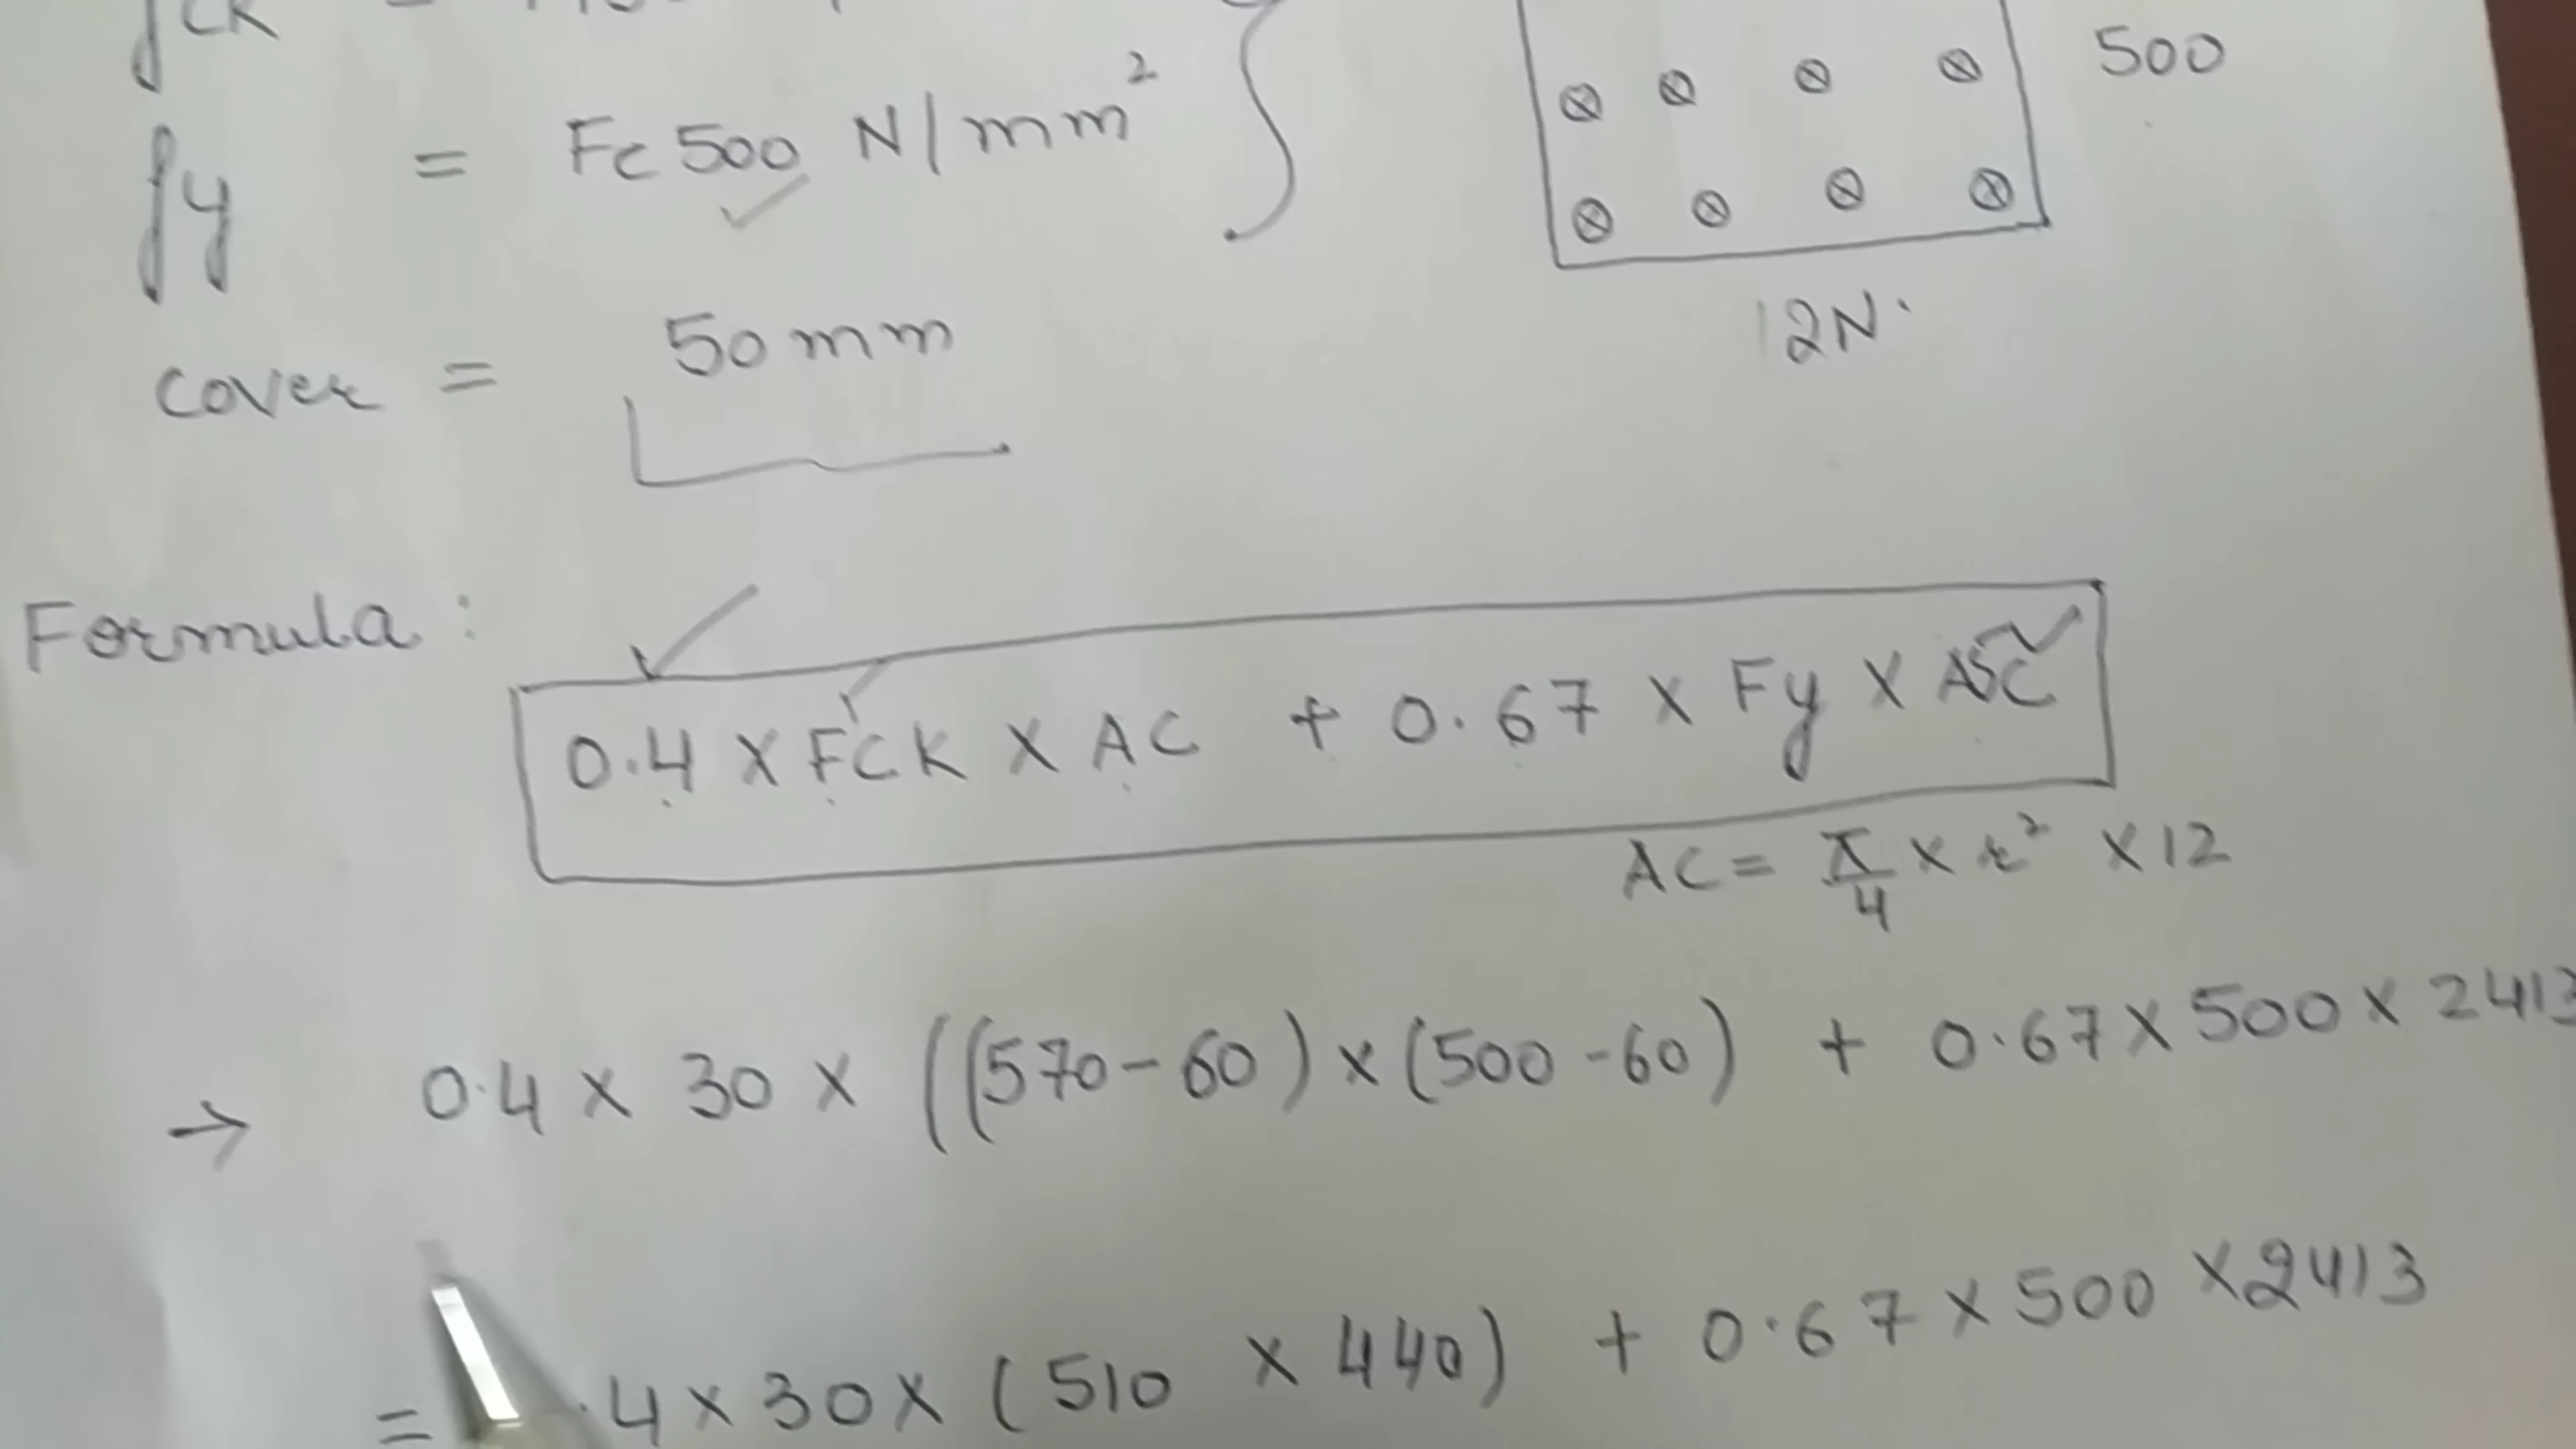 fck =
500
fy = Fe 500 N/mm²
12N.
cover = 50 mm
Formula :
0.4 X FCK X AC + 0.67 X Fy X ASC
AC = π/4 X r² X 12
→ 0.4 x 30 x ((570-60) x (500-60) + 0.67 X 500 X 2413
= .4 x 30 x (510 x 440) + 0.67 x 500 x 2413